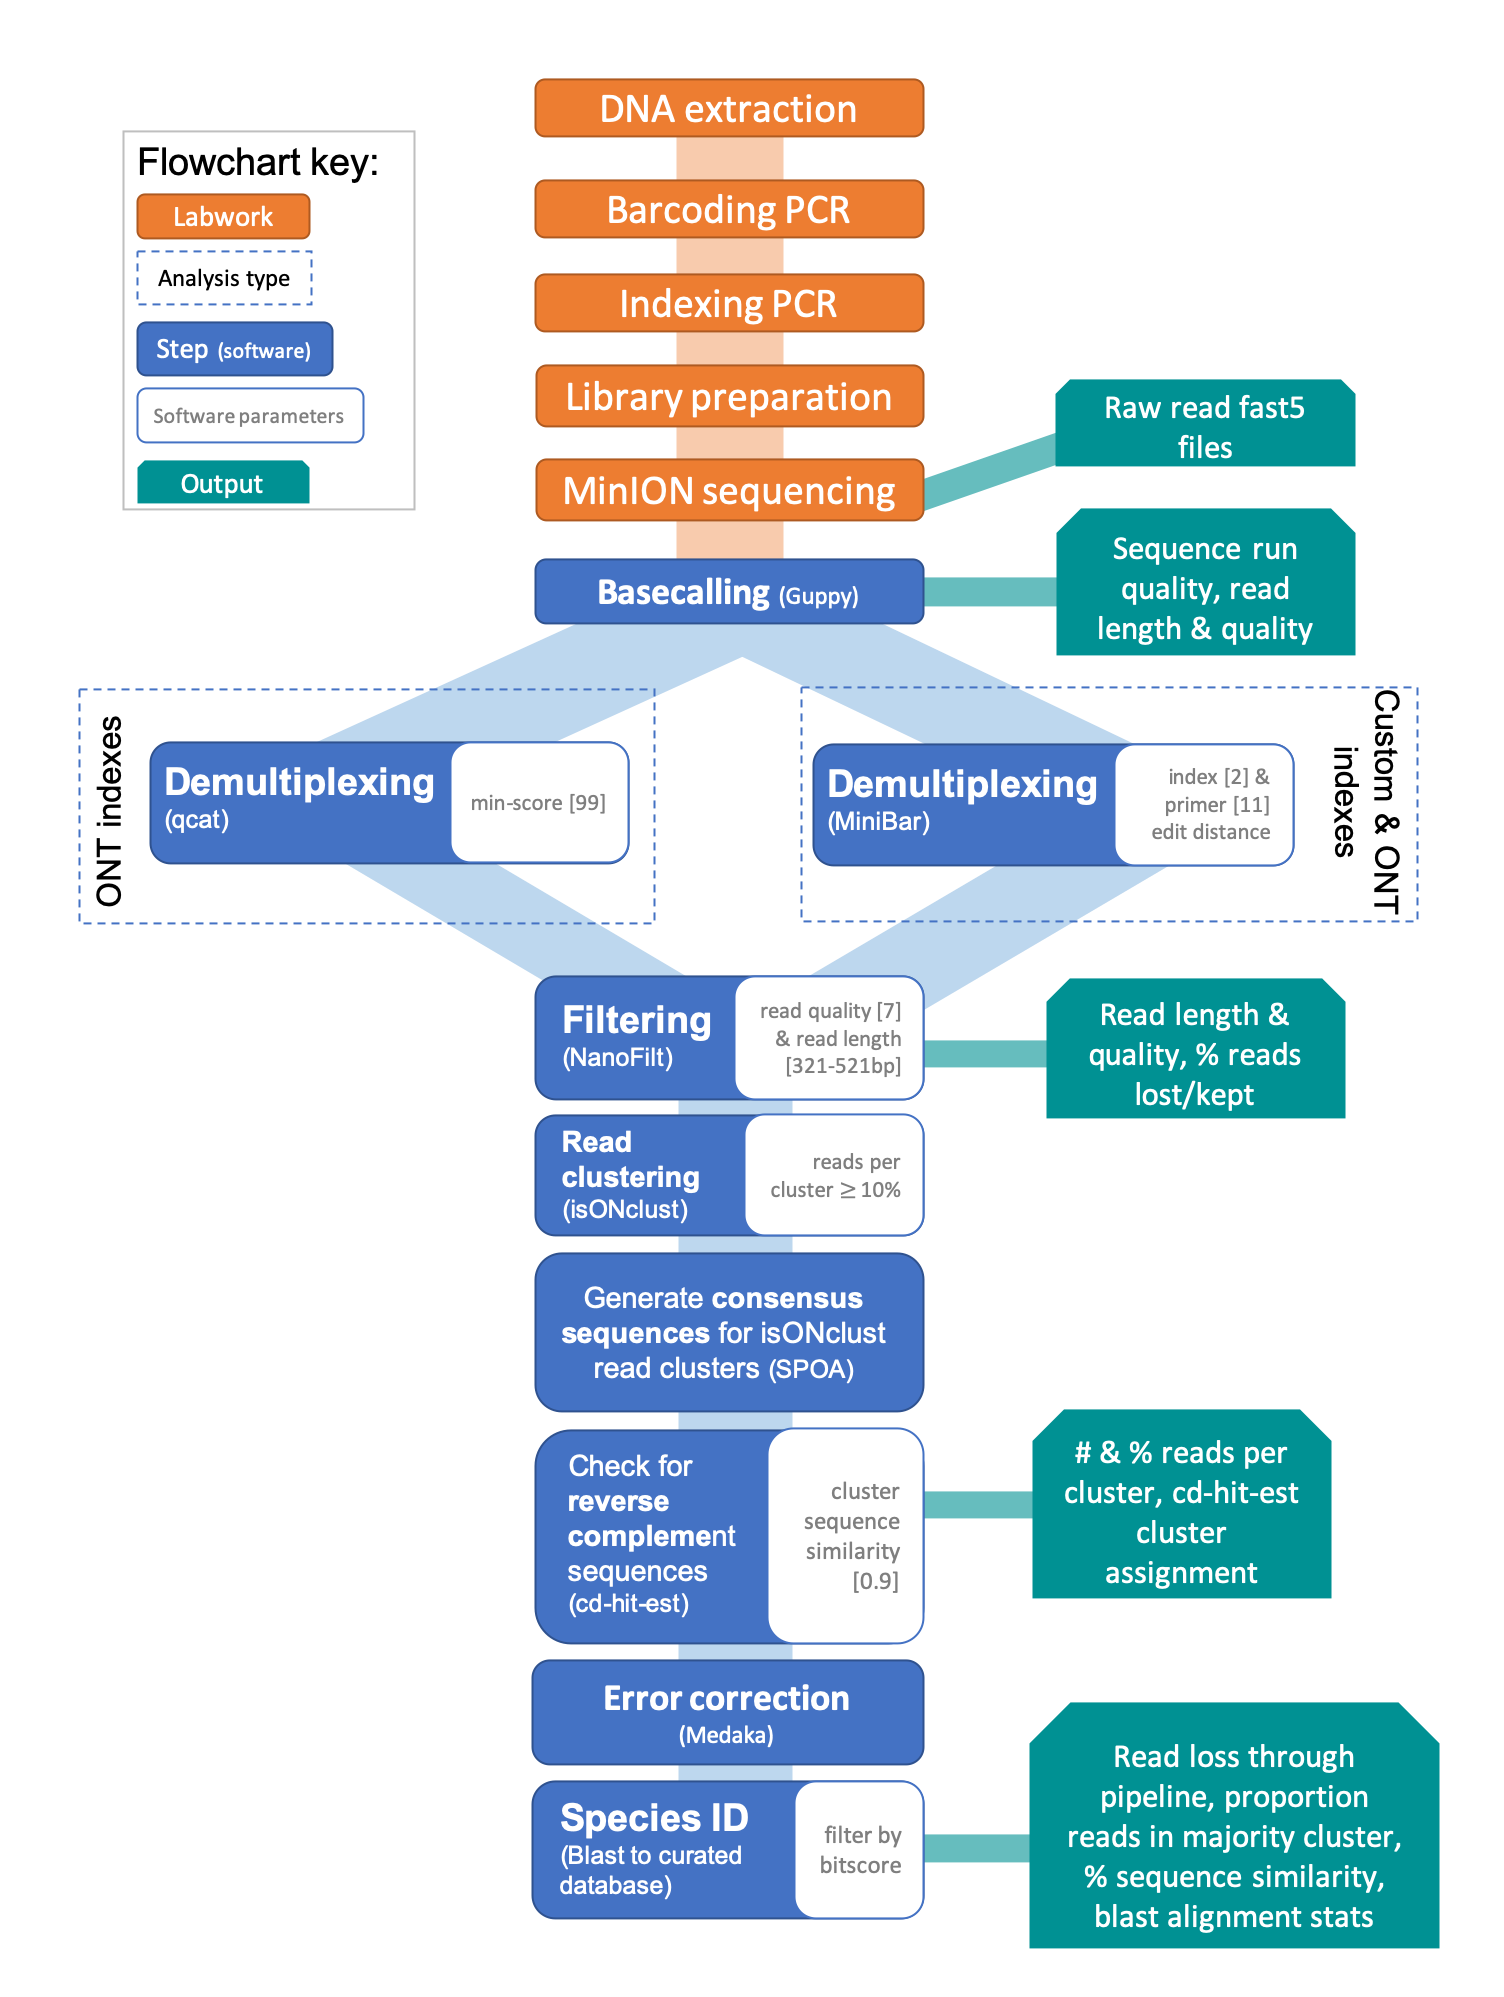 DNA extraction
Flowchart key:
Labwork
Analysis type
Step (software)
Software parameters
Output
Barcoding PCR
Indexing PCR
Library preparation
Raw read fast5
files
MinION sequencing
Basecalling (Guppy)
Sequence run
quality, read
length & quality
ONT indexes
Demultiplexing
(qcat)
min-score [99]
Demultiplexing
(MiniBar)
index [2] &
primer [11]
edit distance
Custom & ONT
indexes
Filtering
(NanoFilt)
read quality [7]
& read length
[321-521bp]
Read length &
quality, % reads
lost/kept
Read
clustering
(isONclust)
reads per
cluster ≥ 10%
Generate consensus
sequences for isONclust
read clusters (SPOA)
Check for
reverse
complement
sequences
(cd-hit-est)
cluster
sequence
similarity
[0.9]
# & % reads per
cluster, cd-hit-est
cluster
assignment
Error correction
(Medaka)
Species ID
(Blast to curated
database)
filter by
bitscore
Read loss through
pipeline, proportion
reads in majority cluster,
% sequence similarity,
blast alignment stats